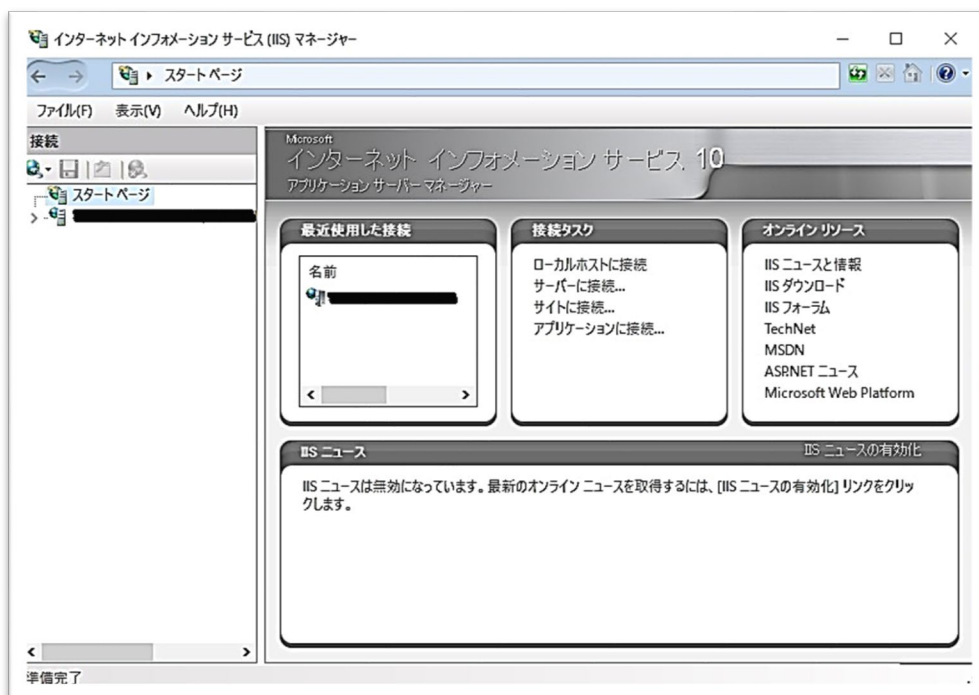 インターネット インフォメーション サービス (IIS) マネージャー
スタート ページ
ファイル(F) 表示(V) ヘルプ(H)
接続
スタート ページ
Microsoft
インターネット インフォメーション サービス 10
アプリケーション サーバー マネージャー
最近使用した接続
名前
接続タスク
ローカルホストに接続
サーバーに接続...
サイトに接続...
アプリケーションに接続...
オンライン リソース
IIS ニュースと情報
IIS ダウンロード
IIS フォーラム
TechNet
MSDN
ASP.NET ニュース
Microsoft Web Platform
IIS ニュース
IIS ニュースの有効化
IIS ニュースは無効になっています。最新のオンライン ニュースを取得するには、[IIS ニュースの有効化] リンクをクリッ
クします。
準備完了